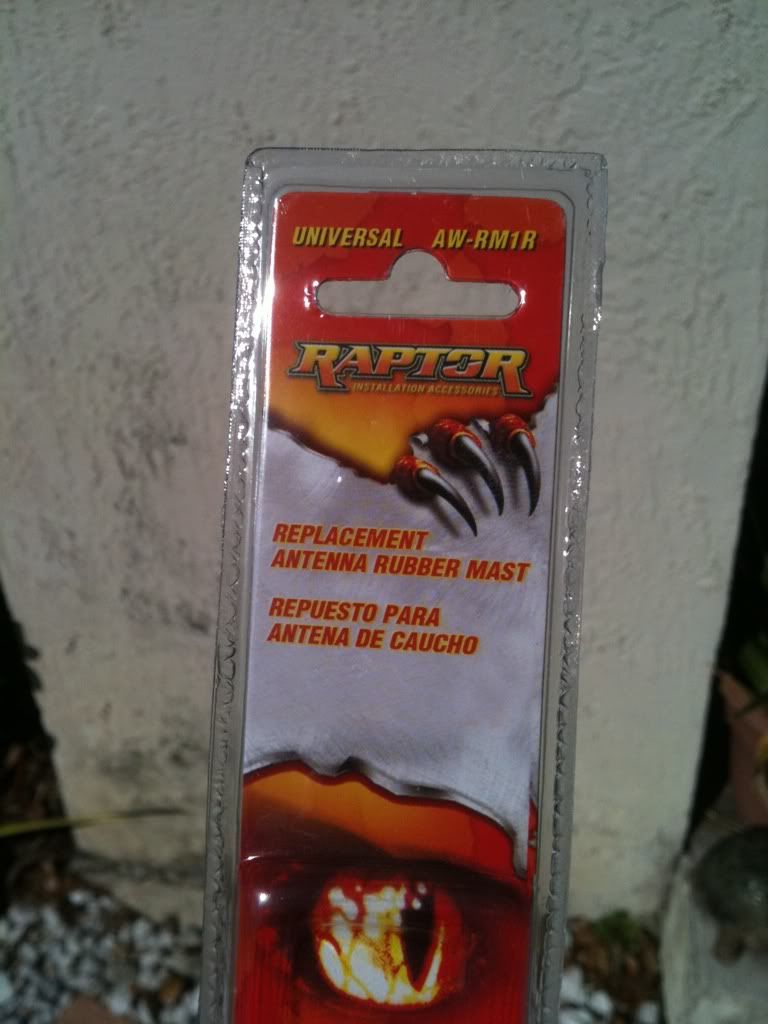 UNIVERSAL AW-RM1R
RAPTOR
INSTALLATION ACCESSORIES
REPLACEMENT
ANTENNA RUBBER MAST
REPUESTO PARA
ANTENA DE CAUCHO